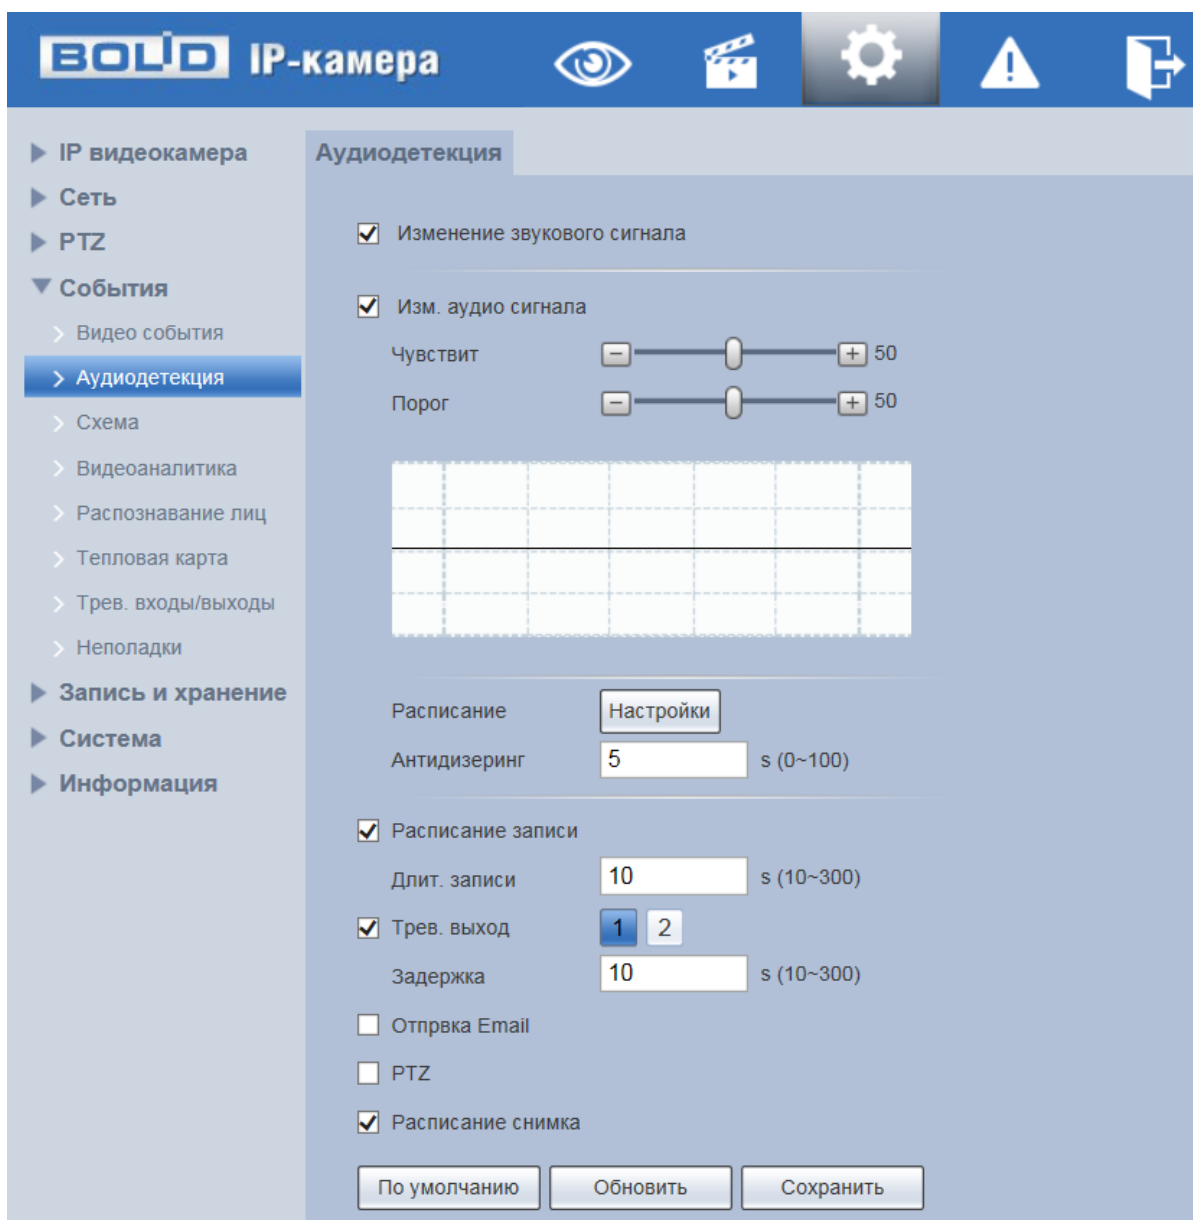 BOLID IP-камера
IP видеокамера
Сеть
PTZ
События
Видео события
Аудиодетекция
Схема
Видеоаналитика
Распознавание лиц
Тепловая карта
Трев. входы/выходы
Неполадки
Запись и хранение
Система
Информация
Аудиодетекция
Изменение звукового сигнала
Изм. аудио сигнала
Чувствит 50
Порог 50
Расписание Настройки
Антидизеринг 5 s (0~100)
Расписание записи
Длит. записи 10 s (10~300)
Трев. выход 1 2
Задержка 10 s (10~300)
Отпрвка Email
PTZ
Расписание снимка
По умолчанию Обновить Сохранить